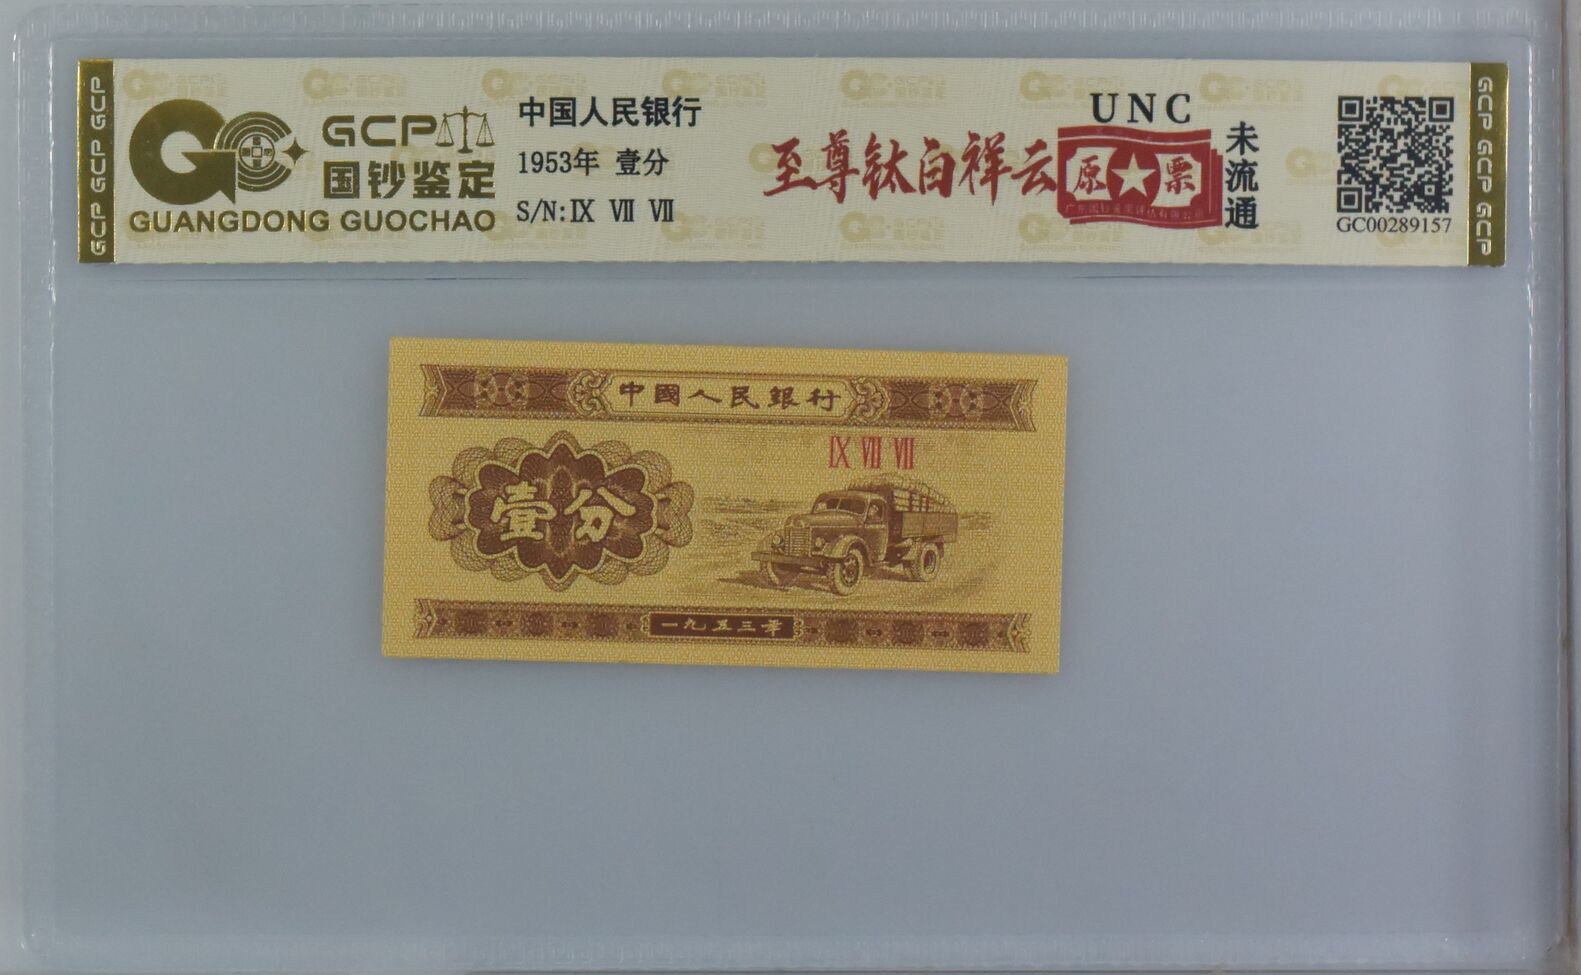 GCP GCP GCP
GCP
国钞鉴定
GUANGDONG GUOCHAO
中国人民银行
1953年 壹分
S/N:Ⅸ Ⅶ Ⅶ
至尊钛白祥云
UNC
原★票
未流通
GC00289157
GCP GCP GCP
中國人民銀行
Ⅸ Ⅶ Ⅶ
壹分
一九五三年